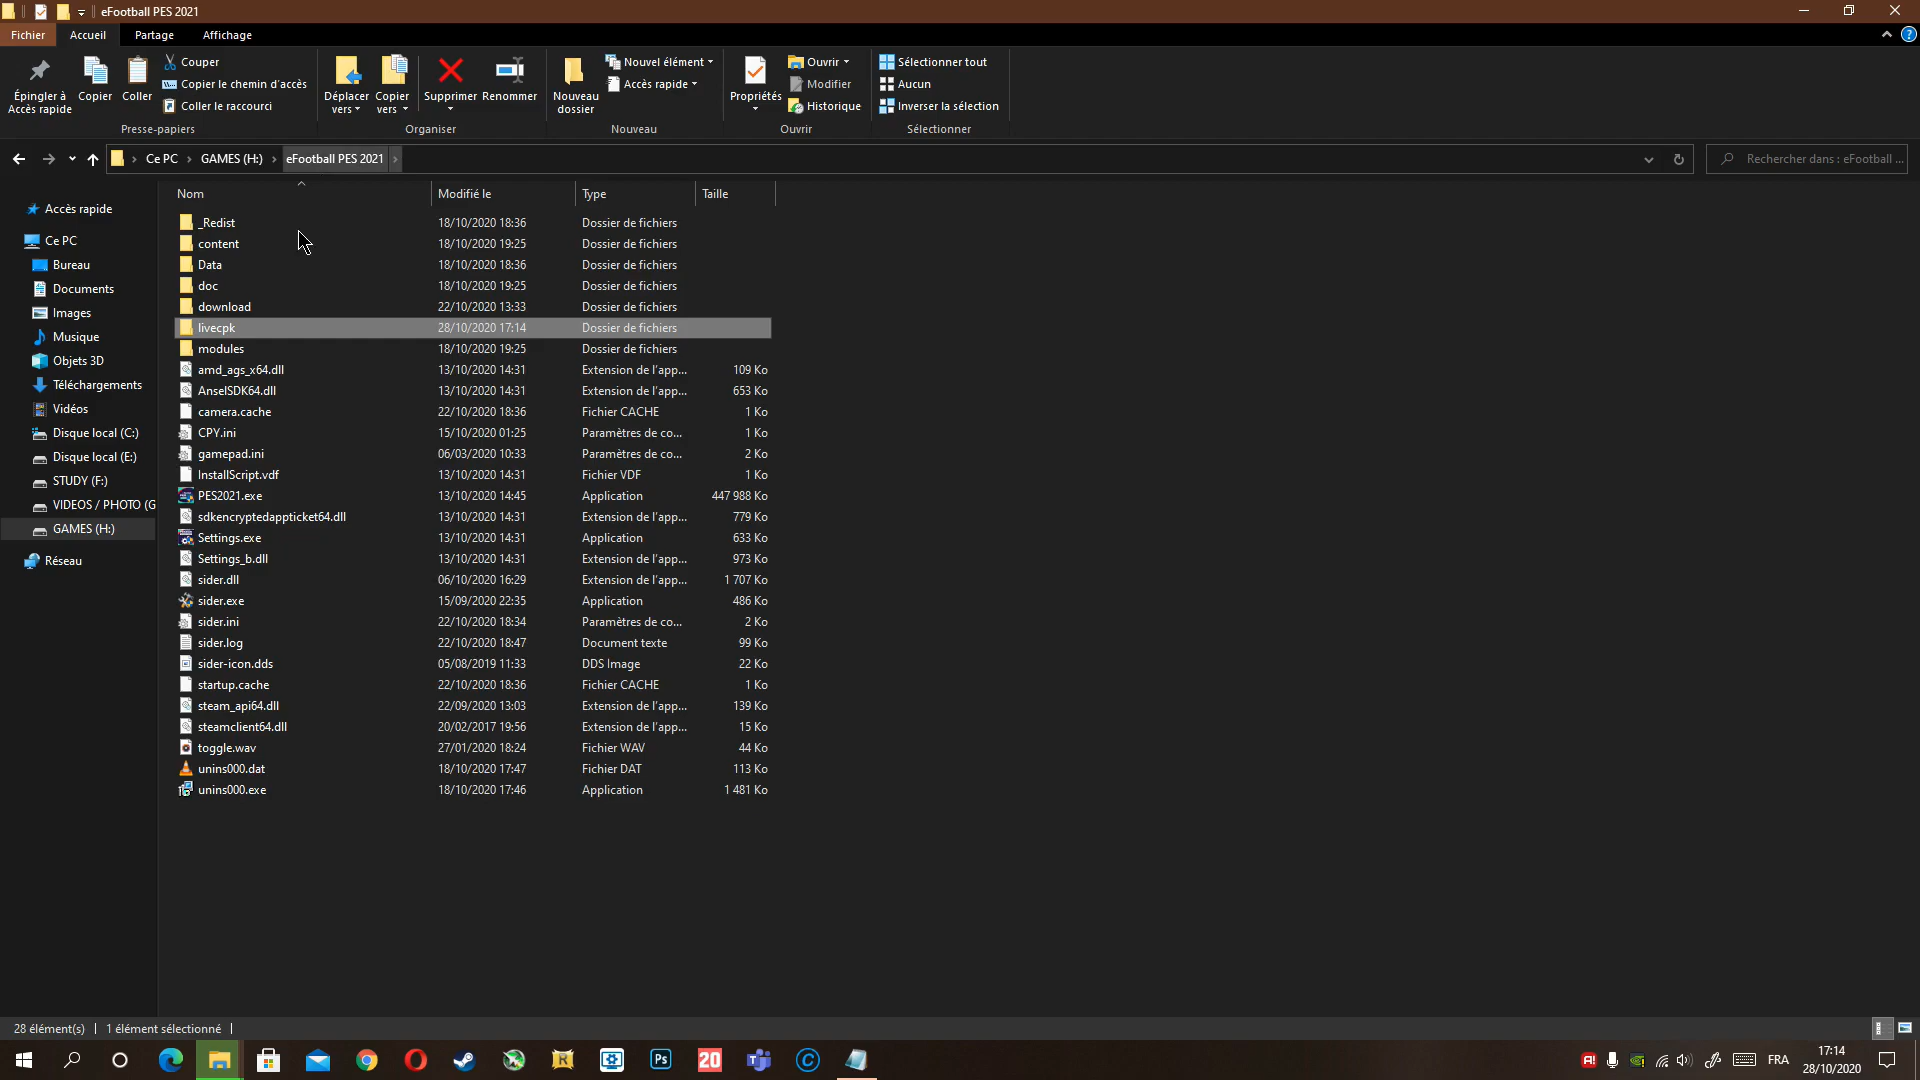 eFootball PES 2021
Fichier Accueil Partage Affichage
Épingler à Accès rapide
Copier
Coller
Couper
Copier le chemin d'accès
Coller le raccourci
Presse-papiers
Déplacer vers
Copier vers
Supprimer
Renommer
Organiser
Nouveau dossier
Nouvel élément
Accès rapide
Nouveau
Propriétés
Ouvrir
Modifier
Historique
Ouvrir
Sélectionner tout
Aucun
Inverser la sélection
Sélectionner
Ce PC GAMES (H:) eFootball PES 2021
Rechercher dans : eFootball ...
Accès rapide
Ce PC
Bureau
Documents
Images
Musique
Objets 3D
Téléchargements
Vidéos
Disque local (C:)
Disque local (E:)
STUDY (F:)
VIDEOS / PHOTO (G
GAMES (H:)
Réseau
Nom Modifié le Type Taille
_Redist 18/10/2020 18:36 Dossier de fichiers
content 18/10/2020 19:25 Dossier de fichiers
Data 18/10/2020 18:36 Dossier de fichiers
doc 18/10/2020 19:25 Dossier de fichiers
download 22/10/2020 13:33 Dossier de fichiers
livecpk 28/10/2020 17:14 Dossier de fichiers
modules 18/10/2020 19:25 Dossier de fichiers
amd_ags_x64.dll 13/10/2020 14:31 Extension de l'app... 109 Ko
AnselSDK64.dll 13/10/2020 14:31 Extension de l'app... 653 Ko
camera.cache 22/10/2020 18:36 Fichier CACHE 1 Ko
CPY.ini 15/10/2020 01:25 Paramètres de co... 1 Ko
gamepad.ini 06/03/2020 10:33 Paramètres de co... 2 Ko
InstallScript.vdf 13/10/2020 14:31 Fichier VDF 1 Ko
PES2021.exe 13/10/2020 14:45 Application 447 988 Ko
sdkencryptedappticket64.dll 13/10/2020 14:31 Extension de l'app... 779 Ko
Settings.exe 13/10/2020 14:31 Application 633 Ko
Settings_b.dll 13/10/2020 14:31 Extension de l'app... 973 Ko
sider.dll 06/10/2020 16:29 Extension de l'app... 1 707 Ko
sider.exe 15/09/2020 22:35 Application 486 Ko
sider.ini 22/10/2020 18:34 Paramètres de co... 2 Ko
sider.log 22/10/2020 18:47 Document texte 99 Ko
sider-icon.dds 05/08/2019 11:33 DDS Image 22 Ko
startup.cache 22/10/2020 18:36 Fichier CACHE 1 Ko
steam_api64.dll 22/09/2020 13:03 Extension de l'app... 139 Ko
steamclient64.dll 20/02/2017 19:56 Extension de l'app... 15 Ko
toggle.wav 27/01/2020 18:24 Fichier WAV 44 Ko
unins000.dat 18/10/2020 17:47 Fichier DAT 113 Ko
unins000.exe 18/10/2020 17:46 Application 1 481 Ko
28 élément(s) 1 élément sélectionné
Ps
20
FRA
17:14
28/10/2020